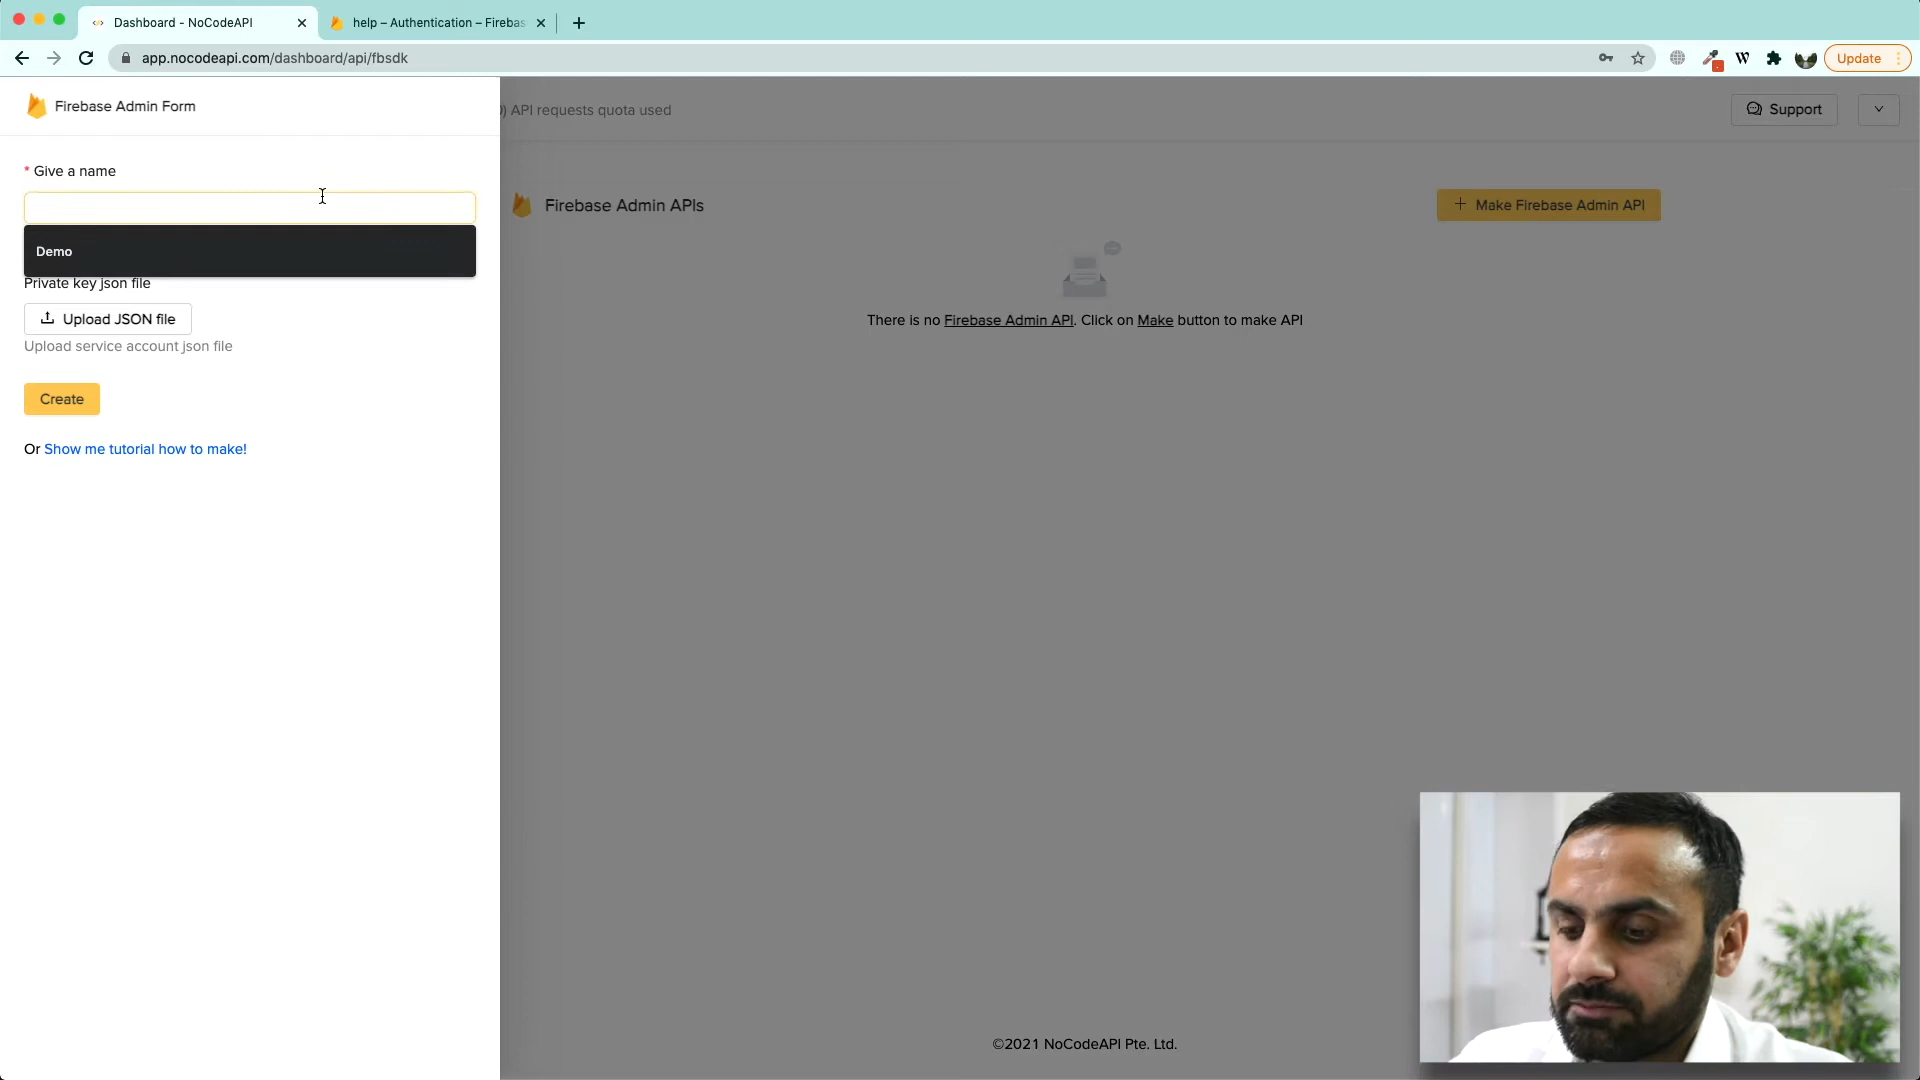 Dashboard - NoCodeAPI
help – Authentication – Firebas
app.nocodeapi.com/dashboard/api/fbsdk
W
Update
Firebase Admin Form
) API requests quota used
Support
* Give a name
Firebase Admin APIs
+ Make Firebase Admin API
Demo
Private key json file
Upload JSON file
There is no Firebase Admin API. Click on Make button to make API
Upload service account json file
Create
Or Show me tutorial how to make!
©2021 NoCodeAPI Pte. Ltd.